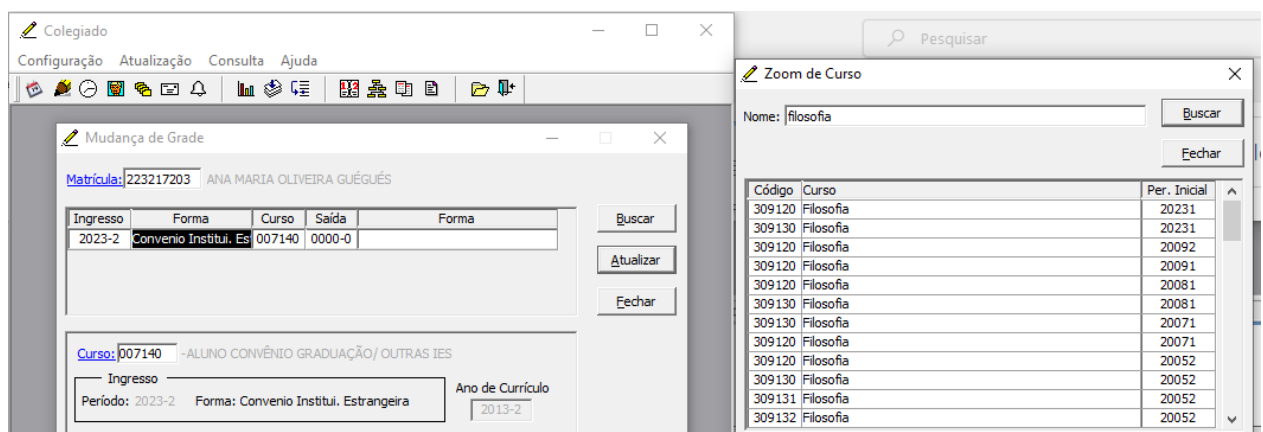 Colegiado
Configuração Atualização Consulta Ajuda
Mudança de Grade
Matrícula: 223217203 ANA MARIA OLIVEIRA GUÉGUÉS
Ingresso Forma Curso Saída Forma
2023-2 Convenio Institui. Es 007140 0000-0
Buscar
Atualizar
Fechar
Curso: 007140 -ALUNO CONVÊNIO GRADUAÇÃO/ OUTRAS IES
Ingresso
Período: 2023-2 Forma: Convenio Institui. Estrangeira
Ano de Currículo
2013-2
Pesquisar
Zoom de Curso
Nome: filosofia
Buscar
Fechar
Código Curso Per. Inicial
309120 Filosofia 20231
309130 Filosofia 20231
309120 Filosofia 20092
309120 Filosofia 20091
309120 Filosofia 20081
309130 Filosofia 20081
309130 Filosofia 20071
309120 Filosofia 20071
309120 Filosofia 20052
309130 Filosofia 20052
309131 Filosofia 20052
309132 Filosofia 20052